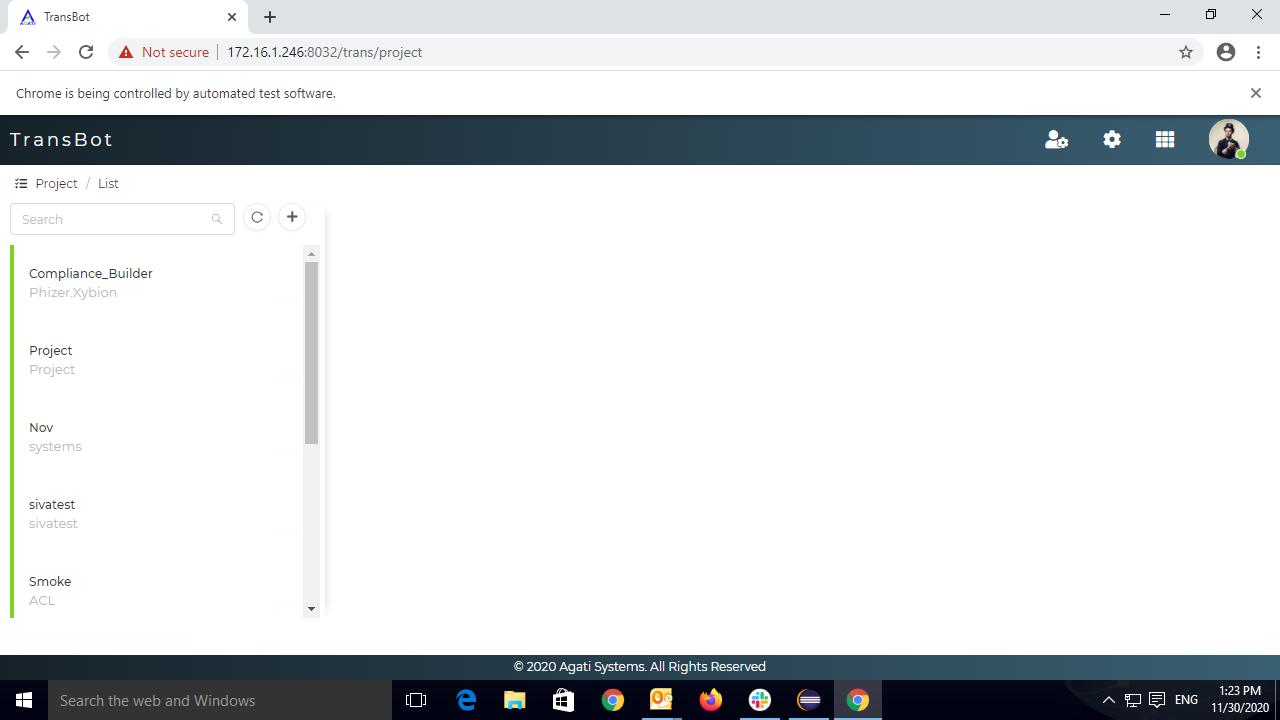 TransBot
Not secure
172.16.1.246:8032/trans/project
Chrome is being controlled by automated test software.
TransBot
Project / List
Search
Compliance_Builder
Phizer.Xybion
Project
Project
Nov
systems
sivatest
sivatest
Smoke
ACL
© 2020 Agati Systems. All Rights Reserved
Search the web and Windows
ENG
1:23 PM
11/30/2020